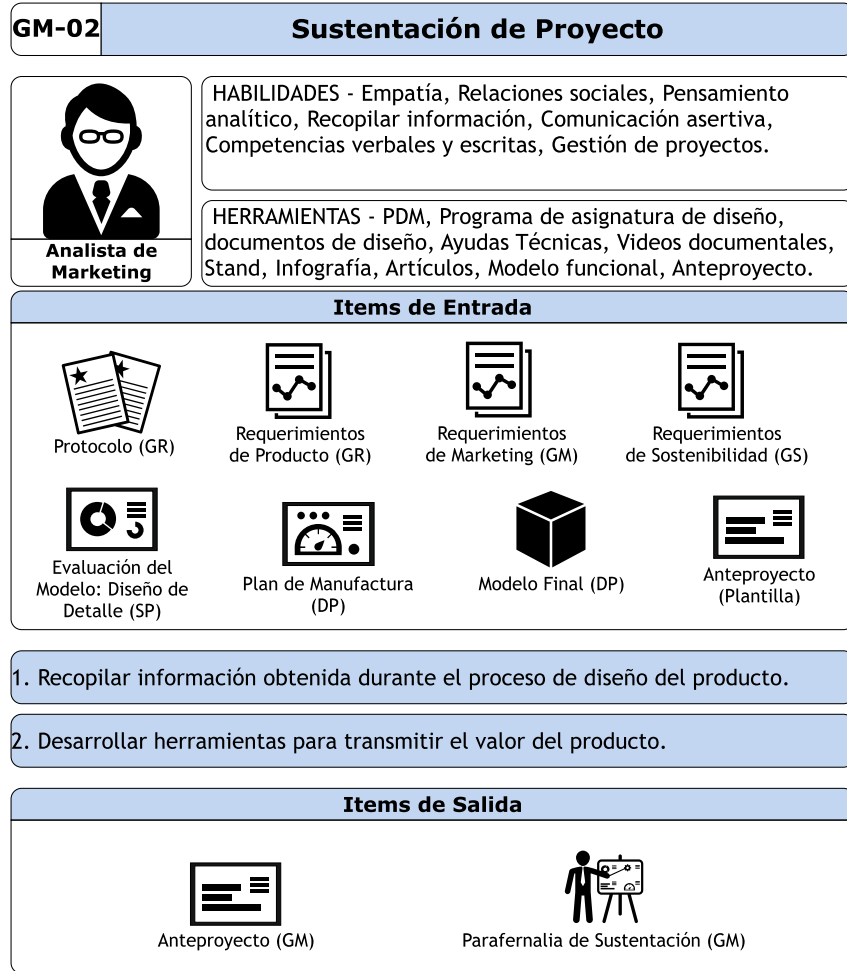 GM-02
Sustentación de Proyecto
HABILIDADES - Empatía, Relaciones sociales, Pensamiento
analítico, Recopilar información, Comunicación asertiva,
Competencias verbales y escritas, Gestión de proyectos.
HERRAMIENTAS - PDM, Programa de asignatura de diseño,
documentos de diseño, Ayudas Técnicas, Videos documentales,
Stand, Infografía, Artículos, Modelo funcional, Anteproyecto.
Analista de
Marketing
Items de Entrada
Protocolo (GR)
Requerimientos
de Producto (GR)
Requerimientos
de Marketing (GM)
Requerimientos
de Sostenibilidad (GS)
Evaluación del
Modelo: Diseño de
Detalle (SP)
Plan de Manufactura
(DP)
Modelo Final (DP)
Anteproyecto
(Plantilla)
1. Recopilar información obtenida durante el proceso de diseño del producto.
2. Desarrollar herramientas para transmitir el valor del producto.
Items de Salida
Anteproyecto (GM)
Parafernalia de Sustentación (GM)